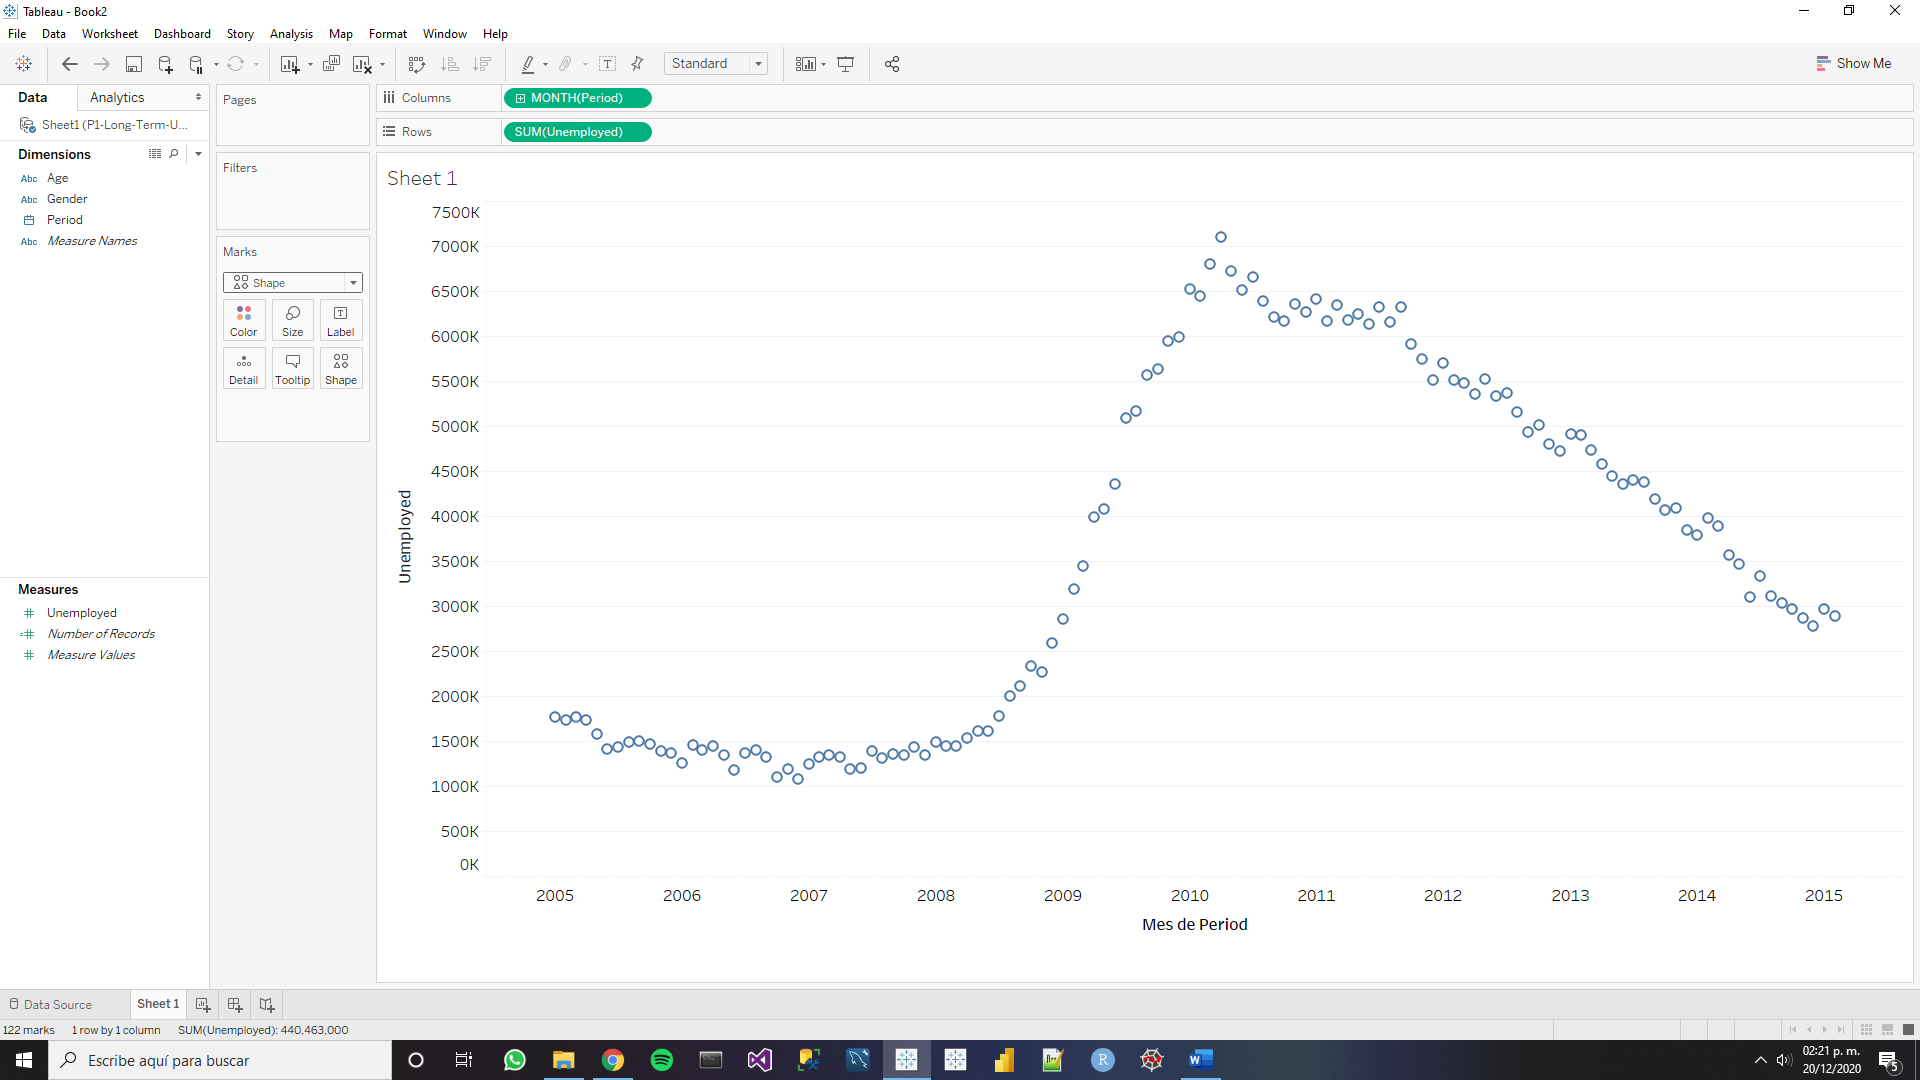 Tableau - Book2
File Data Worksheet Dashboard Story Analysis Map Format Window Help
Standard
Show Me
Data Analytics
Sheet1 (P1-Long-Term-U...
Dimensions
Abc Age
Abc Gender
Period
Abc Measure Names
Measures
Unemployed
Number of Records
Measure Values
Pages
Filters
Marks
Shape
Color Size Label
Detail Tooltip Shape
Columns MONTH(Period)
Rows SUM(Unemployed)
Sheet 1
Unemployed
7500K
7000K
6500K
6000K
5500K
5000K
4500K
4000K
3500K
3000K
2500K
2000K
1500K
1000K
500K
0K
2005 2006 2007 2008 2009 2010 2011 2012 2013 2014 2015
Mes de Period
Data Source Sheet 1
122 marks 1 row by 1 column SUM(Unemployed): 440,463,000
Escribe aquí para buscar
02:21 p. m.
20/12/2020
5